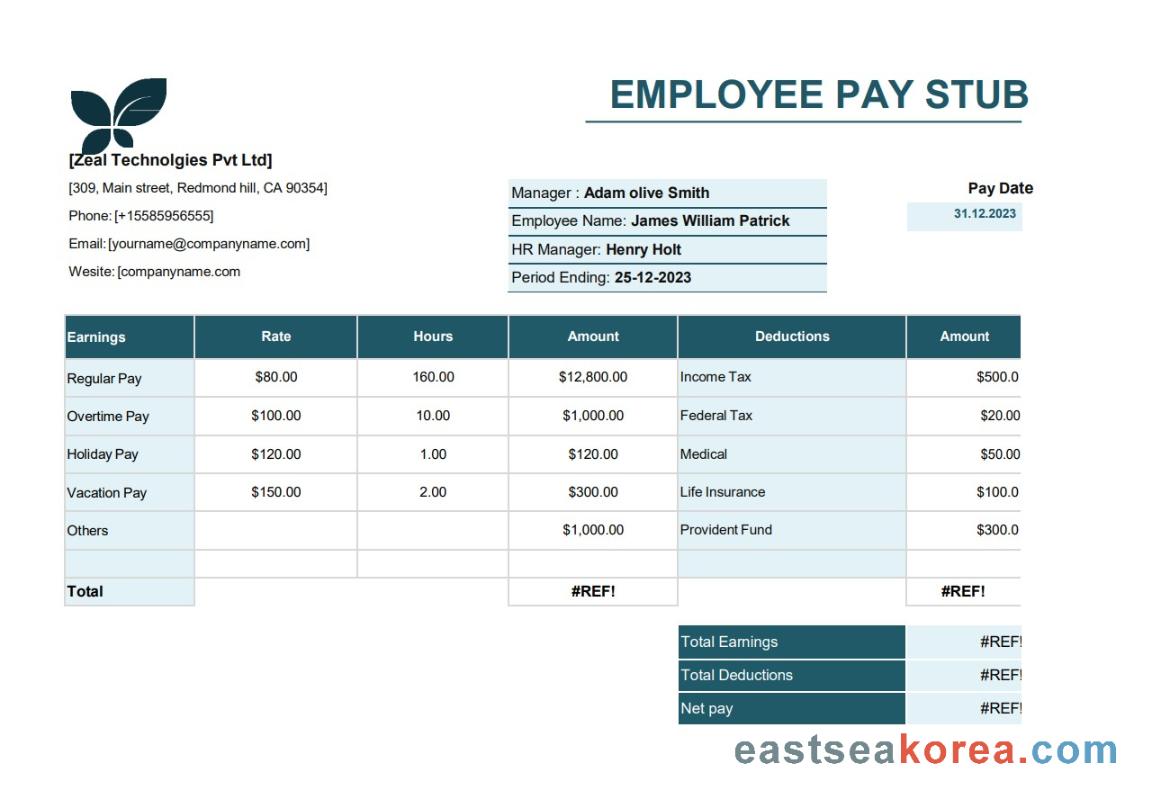 EMPLOYEE PAY STUB
[Zeal Technolgies Pvt Ltd]
[309, Main street, Redmond hill, CA 90354]
Phone: [+15585956555]
Email: [yourname@companyname.com]
Wesite: [companyname.com
Manager : Adam olive Smith
Employee Name: James William Patrick
HR Manager: Henry Holt
Period Ending: 25-12-2023
Pay Date
31.12.2023
Earnings Rate Hours Amount Deductions Amount
Regular Pay $80.00 160.00 $12,800.00 Income Tax $500.0
Overtime Pay $100.00 10.00 $1,000.00 Federal Tax $20.00
Holiday Pay $120.00 1.00 $120.00 Medical $50.00
Vacation Pay $150.00 2.00 $300.00 Life Insurance $100.0
Others $1,000.00 Provident Fund $300.0
Total #REF! #REF!
Total Earnings #REF!
Total Deductions #REF!
Net pay #REF!
eastseakorea.com